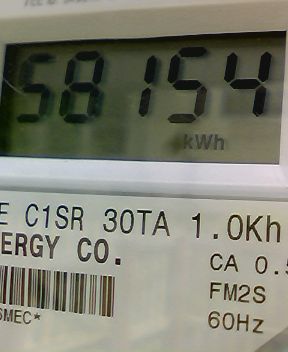 58154
kWh
E C1SR 30TA 1.0Kh
ERGY CO.
CA 0.5
FM2S
60Hz
SMEC*